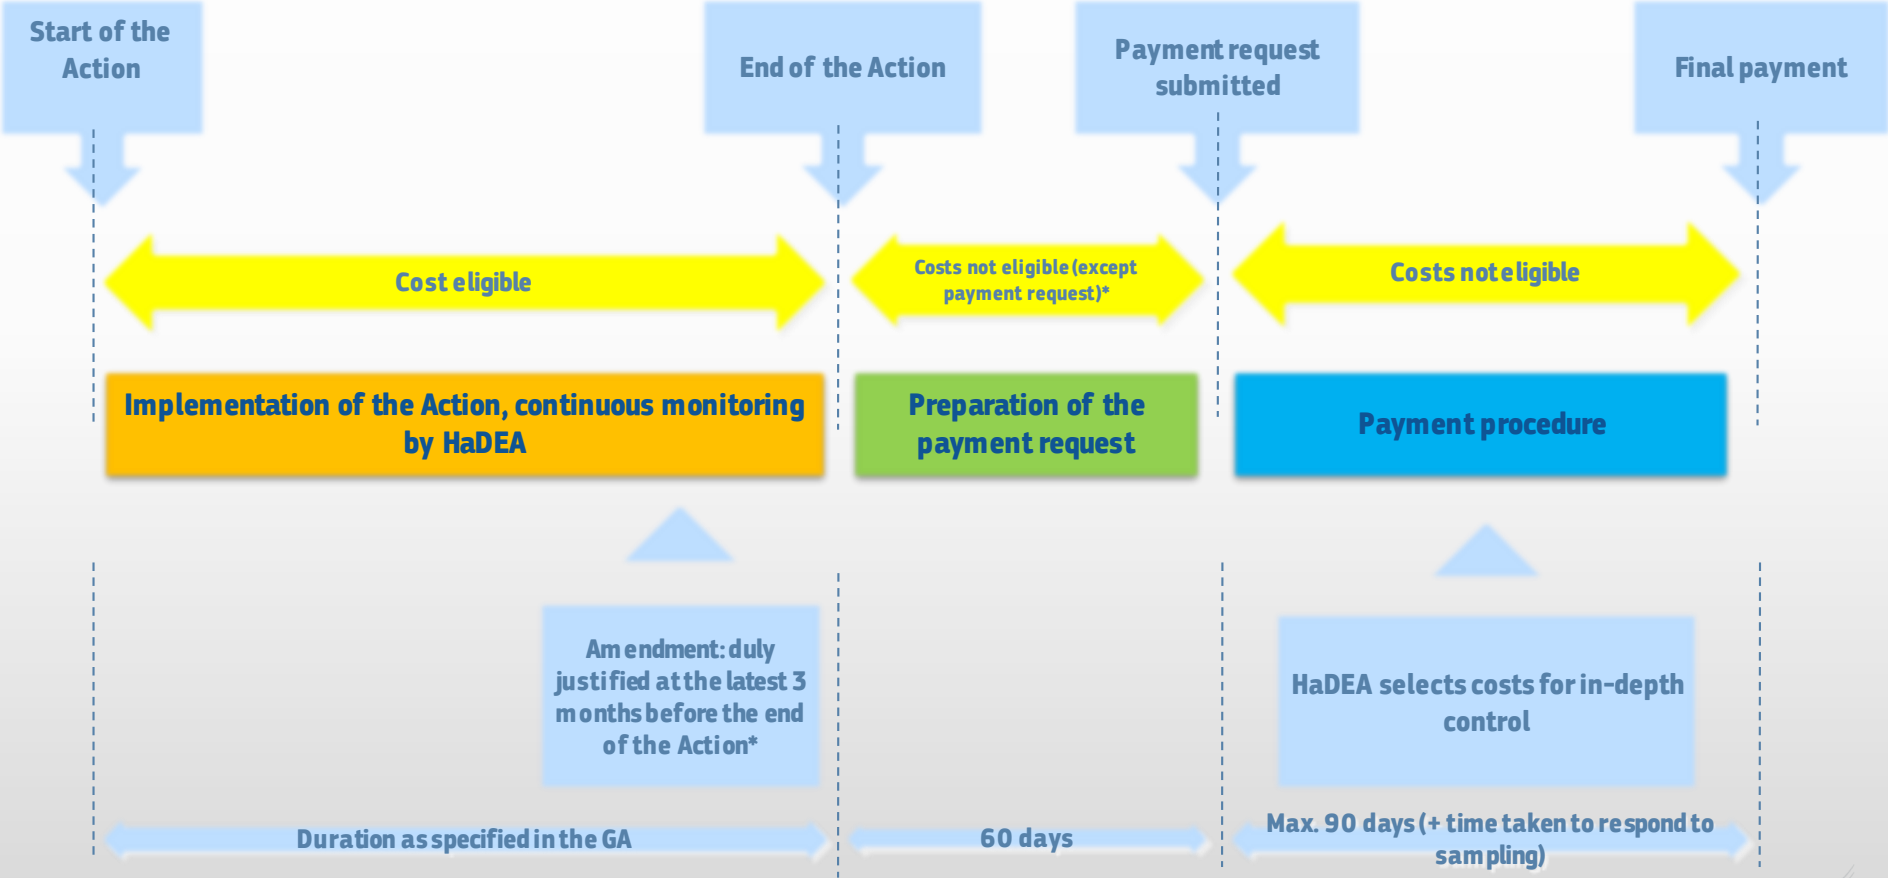 Start of the
Action
End of the Action
Payment request
submitted
Final payment
Cost eligible
Costs not eligible (except
payment request)*
Costs not eligible
Implementation of the Action, continuous monitoring
by HaDEA
Preparation of the
payment request
Payment procedure
Amendment: duly
justified at the latest 3
months before the end
of the Action*
HaDEA selects costs for in-depth
control
Duration as specified in the GA
60 days
Max. 90 days (+ time taken to respond to
sampling)